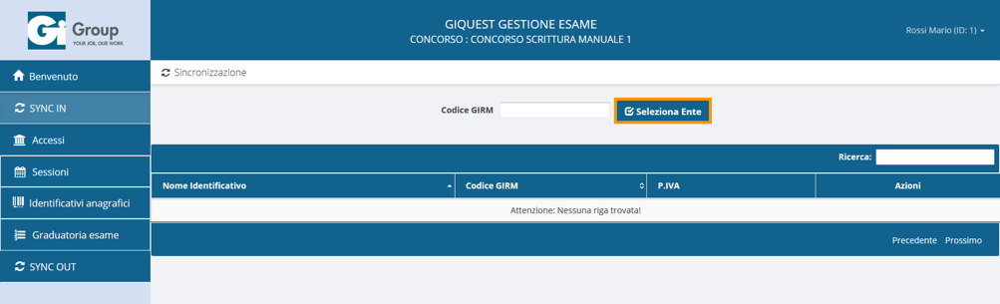 Gi Group
YOUR JOB, OUR WORK
GIQUEST GESTIONE ESAME
CONCORSO : CONCORSO SCRITTURA MANUALE 1
Rossi Mario (ID: 1)
Benvenuto
SYNC IN
Accessi
Sessioni
Identificativi anagrafici
Graduatoria esame
SYNC OUT
Sincronizzazione
Codice GIRM
Seleziona Ente
Ricerca:
Nome Identificativo Codice GIRM P.IVA Azioni
Attenzione: Nessuna riga trovata!
Precedente Prossimo